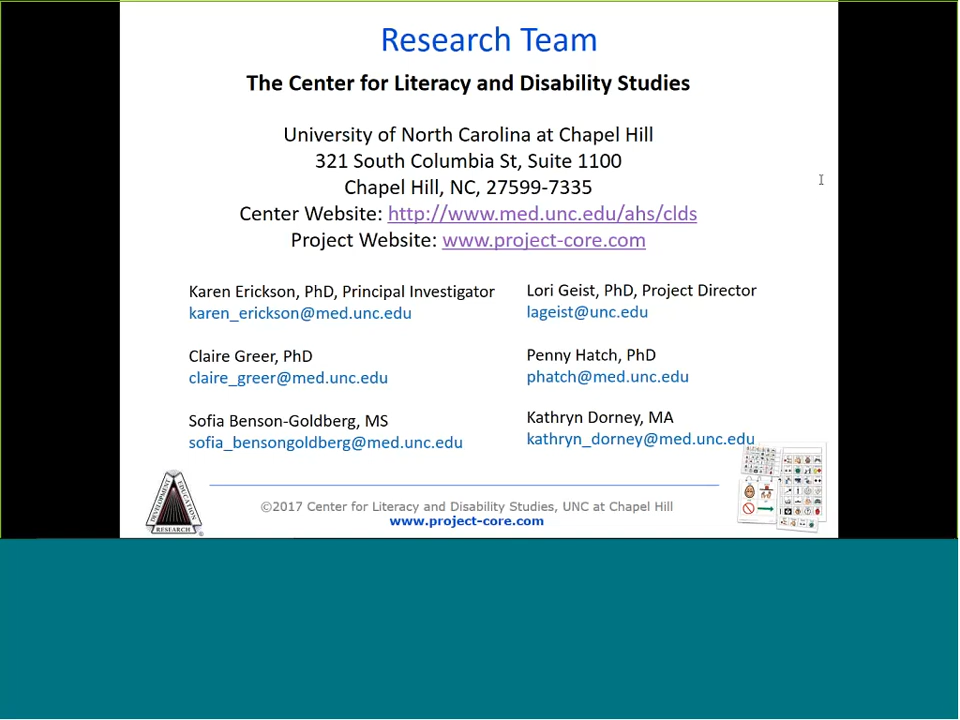 Research Team
The Center for Literacy and Disability Studies
University of North Carolina at Chapel Hill
321 South Columbia St, Suite 1100
Chapel Hill, NC, 27599-7335
Center Website: http://www.med.unc.edu/ahs/clds
Project Website: www.project-core.com
Karen Erickson, PhD, Principal Investigator
karen_erickson@med.unc.edu
Lori Geist, PhD, Project Director
lageist@unc.edu
Claire Greer, PhD
claire_greer@med.unc.edu
Penny Hatch, PhD
phatch@med.unc.edu
Sofia Benson-Goldberg, MS
sofia_bensongoldberg@med.unc.edu
Kathryn Dorney, MA
kathryn_dorney@med.unc.edu
DEVELOPMENT
EDUCATION
RESEARCH
®
©2017 Center for Literacy and Disability Studies, UNC at Chapel Hill
www.project-core.com